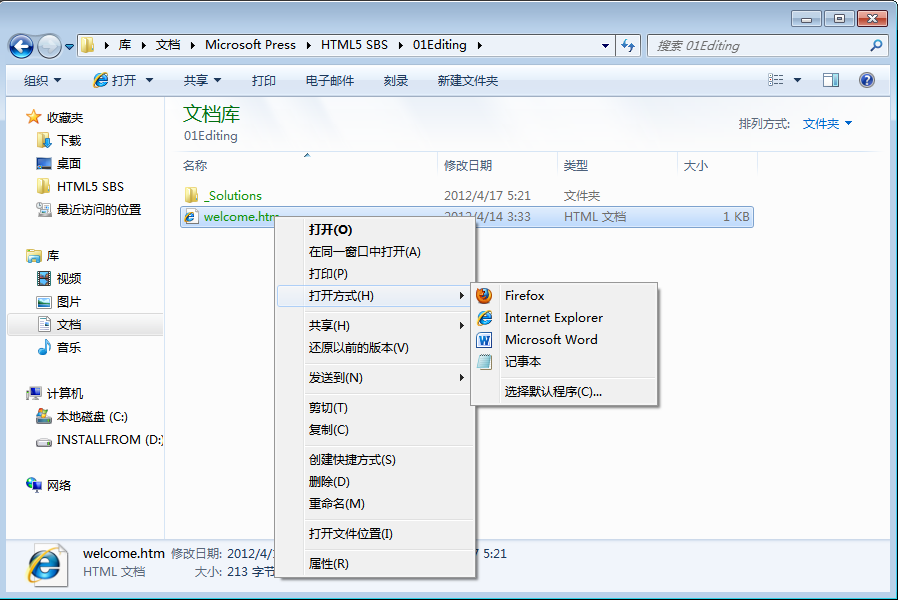 库 文档 Microsoft Press HTML5 SBS 01Editing
搜索 01Editing
组织 打开 共享 打印 电子邮件 刻录 新建文件夹
收藏夹
下载
桌面
HTML5 SBS
最近访问的位置
库
视频
图片
文档
音乐
计算机
本地磁盘 (C:)
INSTALLFROM (D:)
网络
文档库
01Editing
排列方式: 文件夹
名称 修改日期 类型 大小
_Solutions 2012/4/17 5:21 文件夹
welcome.htm 2012/4/14 3:33 HTML 文档 1 KB
打开(O)
在同一窗口中打开(A)
打印(P)
打开方式(H)
共享(H)
还原以前的版本(V)
发送到(N)
剪切(T)
复制(C)
创建快捷方式(S)
删除(D)
重命名(M)
打开文件位置(I)
属性(R)
Firefox
Internet Explorer
Microsoft Word
记事本
选择默认程序(C)...
welcome.htm 修改日期: 2012/4/1 7 5:21
HTML 文档 大小: 213 字节